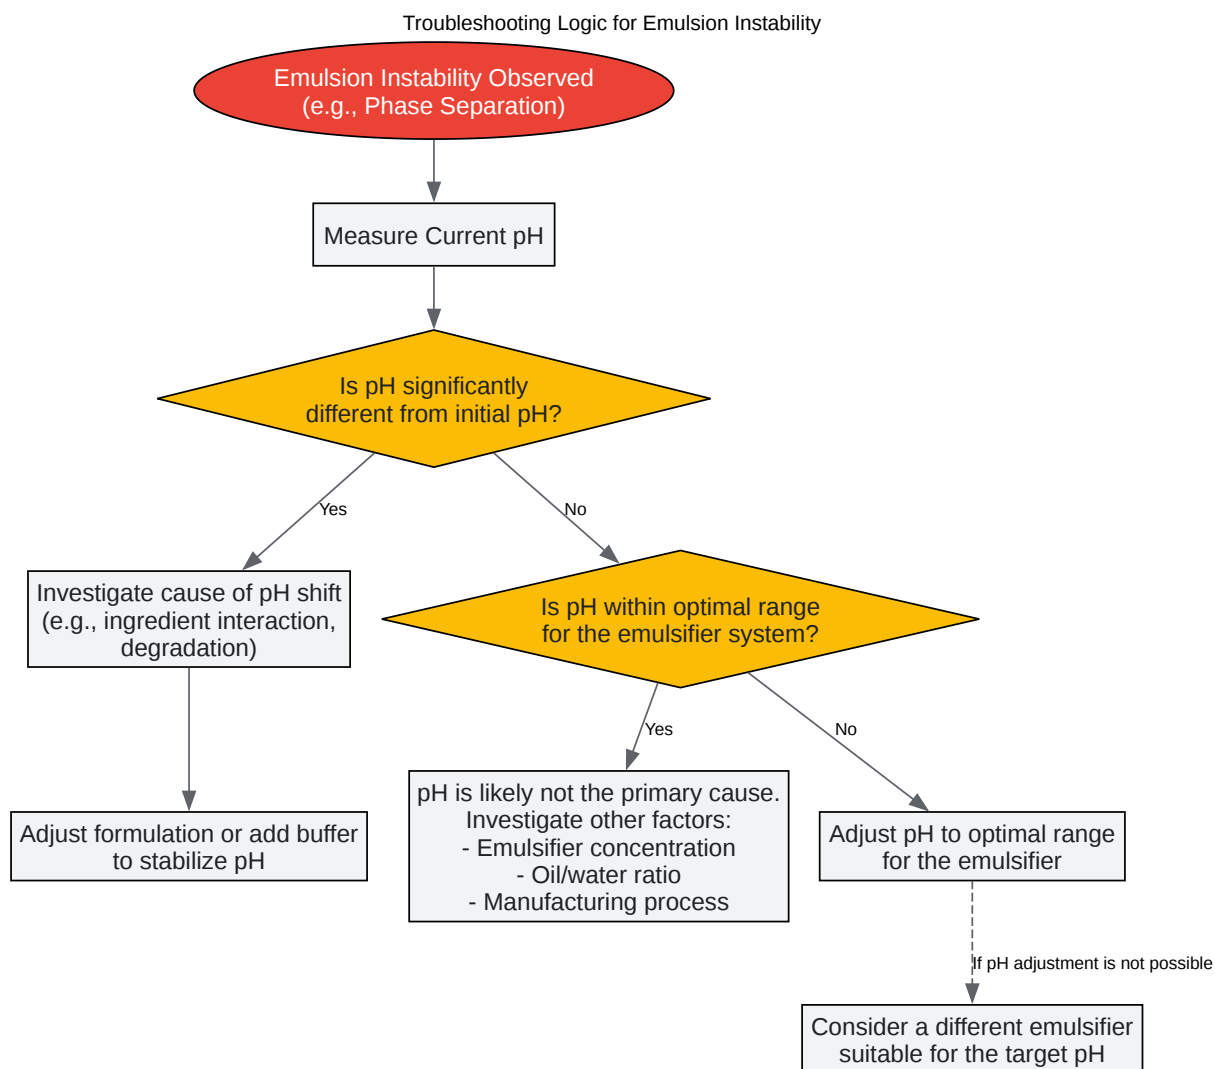 Troubleshooting Logic for Emulsion Instability
Emulsion Instability Observed
(e.g., Phase Separation)
Measure Current pH
Is pH significantly
different from initial pH?
Yes
No
Investigate cause of pH shift
(e.g., ingredient interaction,
degradation)
Is pH within optimal range
for the emulsifier system?
Yes
No
Adjust formulation or add buffer
to stabilize pH
pH is likely not the primary cause.
Investigate other factors:
- Emulsifier concentration
- Oil/water ratio
- Manufacturing process
Adjust pH to optimal range
for the emulsifier
If pH adjustment is not possible
Consider a different emulsifier
suitable for the target pH